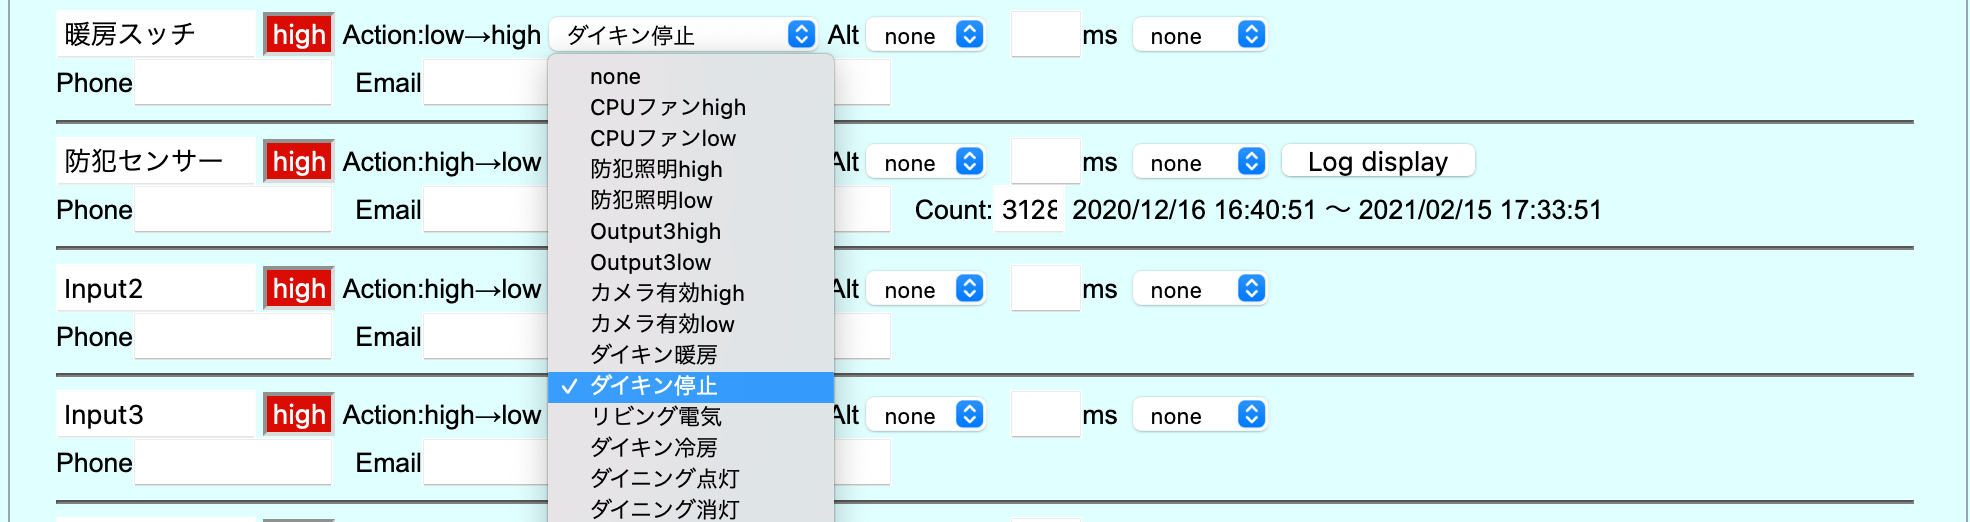 暖房スッチ high Action:low→high ダイキン停止 Alt none ms none
Phone Email
none
CPUファンhigh
CPUファンlow
防犯照明high
防犯照明low
Output3high
Output3low
カメラ有効high
カメラ有効low
ダイキン暖房
✓ ダイキン停止
リビング電気
ダイキン冷房
ダイニング点灯
ダイニング消灯
防犯センサー high Action:high→low Alt none ms none Log display
Phone Email Count: 3128 2020/12/16 16:40:51 〜 2021/02/15 17:33:51
Input2 high Action:high→low Alt none ms none
Phone Email
Input3 high Action:high→low Alt none ms none
Phone Email